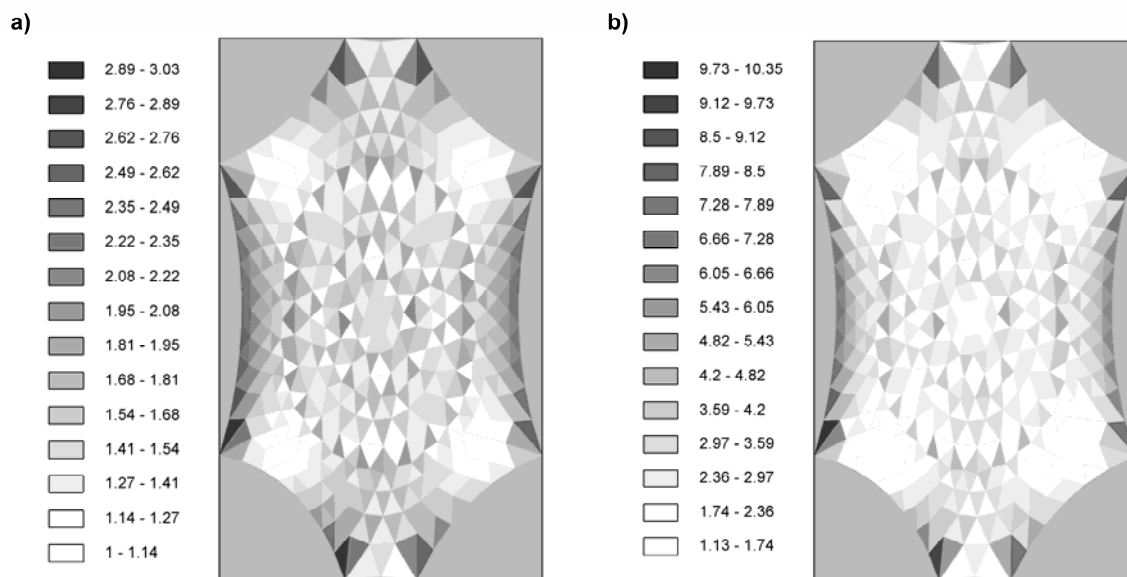 a)
2.89 - 3.03
2.76 - 2.89
2.62 - 2.76
2.49 - 2.62
2.35 - 2.49
2.22 - 2.35
2.08 - 2.22
1.95 - 2.08
1.81 - 1.95
1.68 - 1.81
1.54 - 1.68
1.41 - 1.54
1.27 - 1.41
1.14 - 1.27
1 - 1.14
b)
9.73 - 10.35
9.12 - 9.73
8.5 - 9.12
7.89 - 8.5
7.28 - 7.89
6.66 - 7.28
6.05 - 6.66
5.43 - 6.05
4.82 - 5.43
4.2 - 4.82
3.59 - 4.2
2.97 - 3.59
2.36 - 2.97
1.74 - 2.36
1.13 - 1.74